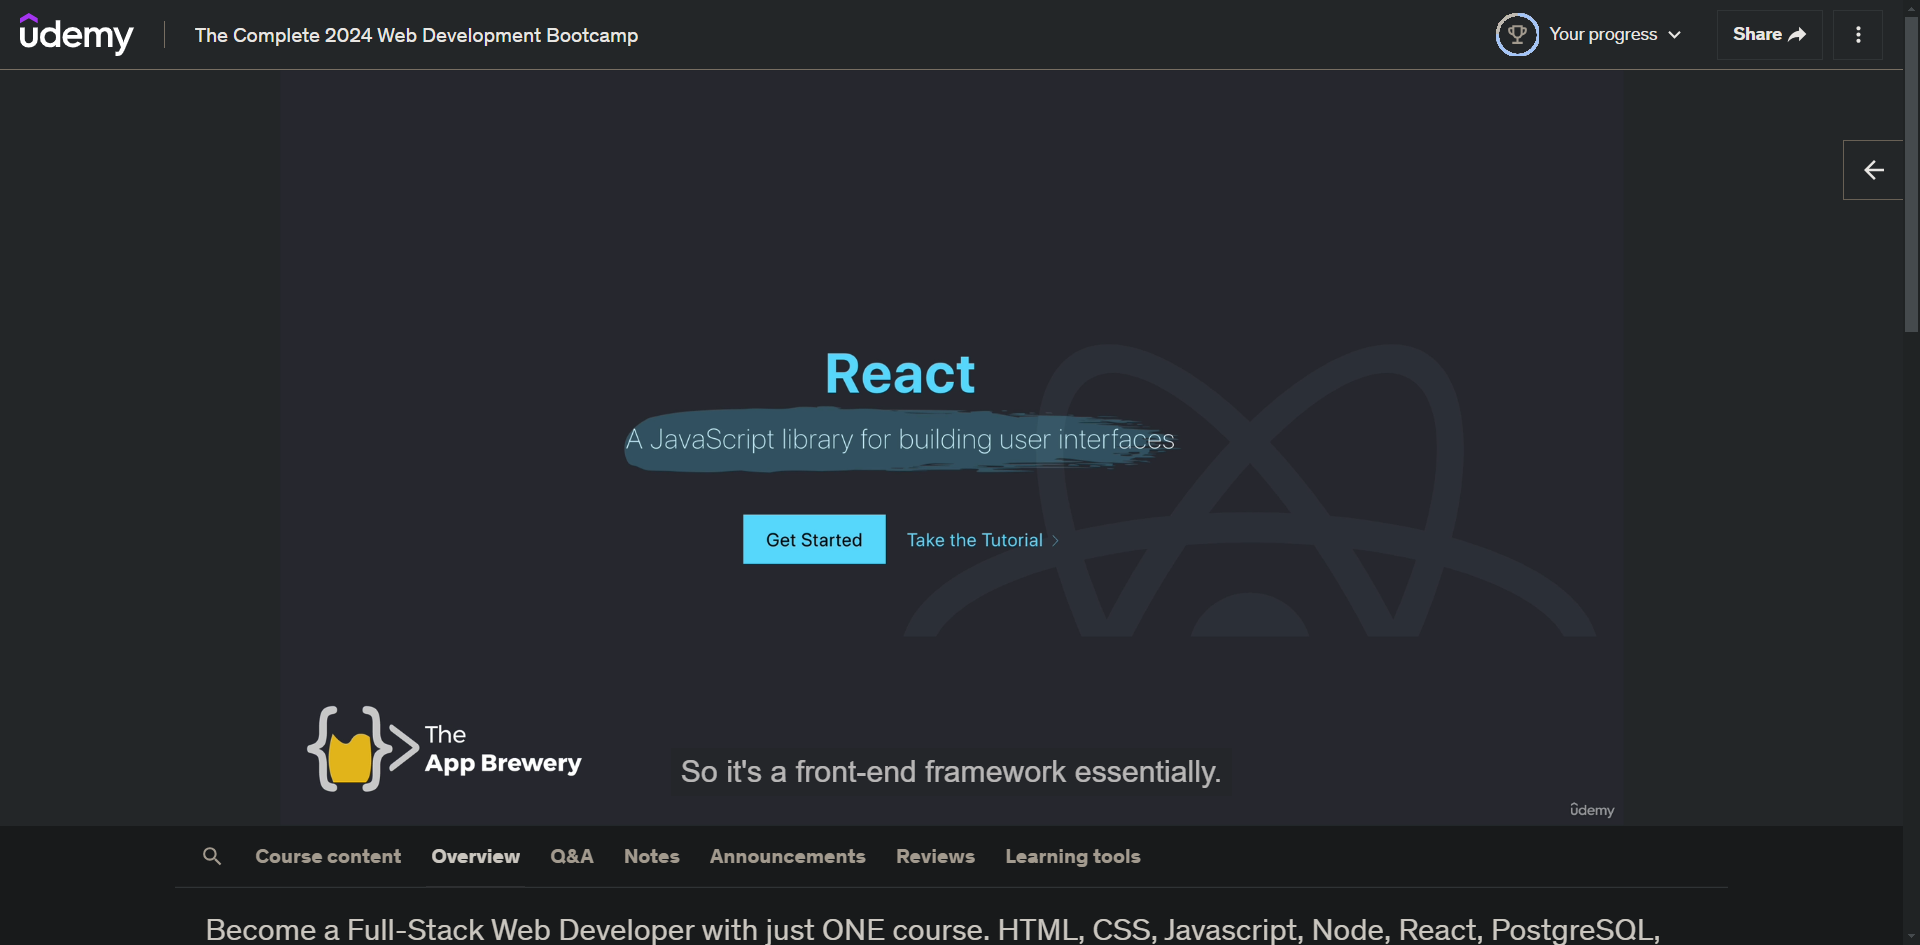 ûdemy
The Complete 2024 Web Development Bootcamp
Your progress
Share
React
A JavaScript library for building user interfaces
Get Started
Take the Tutorial >
The
App Brewery
So it's a front-end framework essentially.
ûdemy
Course content
Overview
Q&A
Notes
Announcements
Reviews
Learning tools
Become a Full-Stack Web Developer with just ONE course. HTML, CSS, Javascript, Node, React, PostgreSQL,